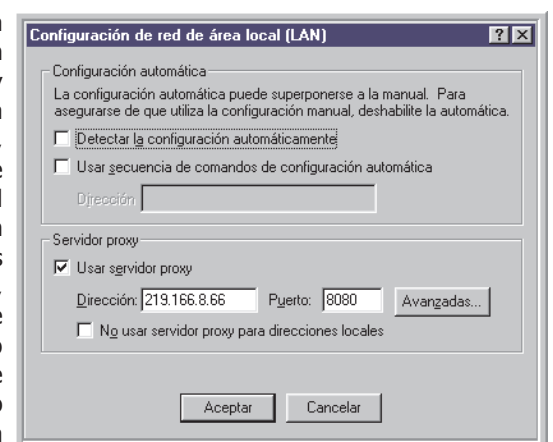 Configuración de red de área local (LAN)
Configuración automática
La configuración automática puede superponerse a la manual. Para
asegurarse de que utiliza la configuración manual, deshabilite la automática.
Detectar la configuración automáticamente
Usar secuencia de comandos de configuración automática
Dirección
Servidor proxy
Usar servidor proxy
Dirección: 219.166.8.66 Puerto: 8080 Avanzadas...
No usar servidor proxy para direcciones locales
Aceptar Cancelar